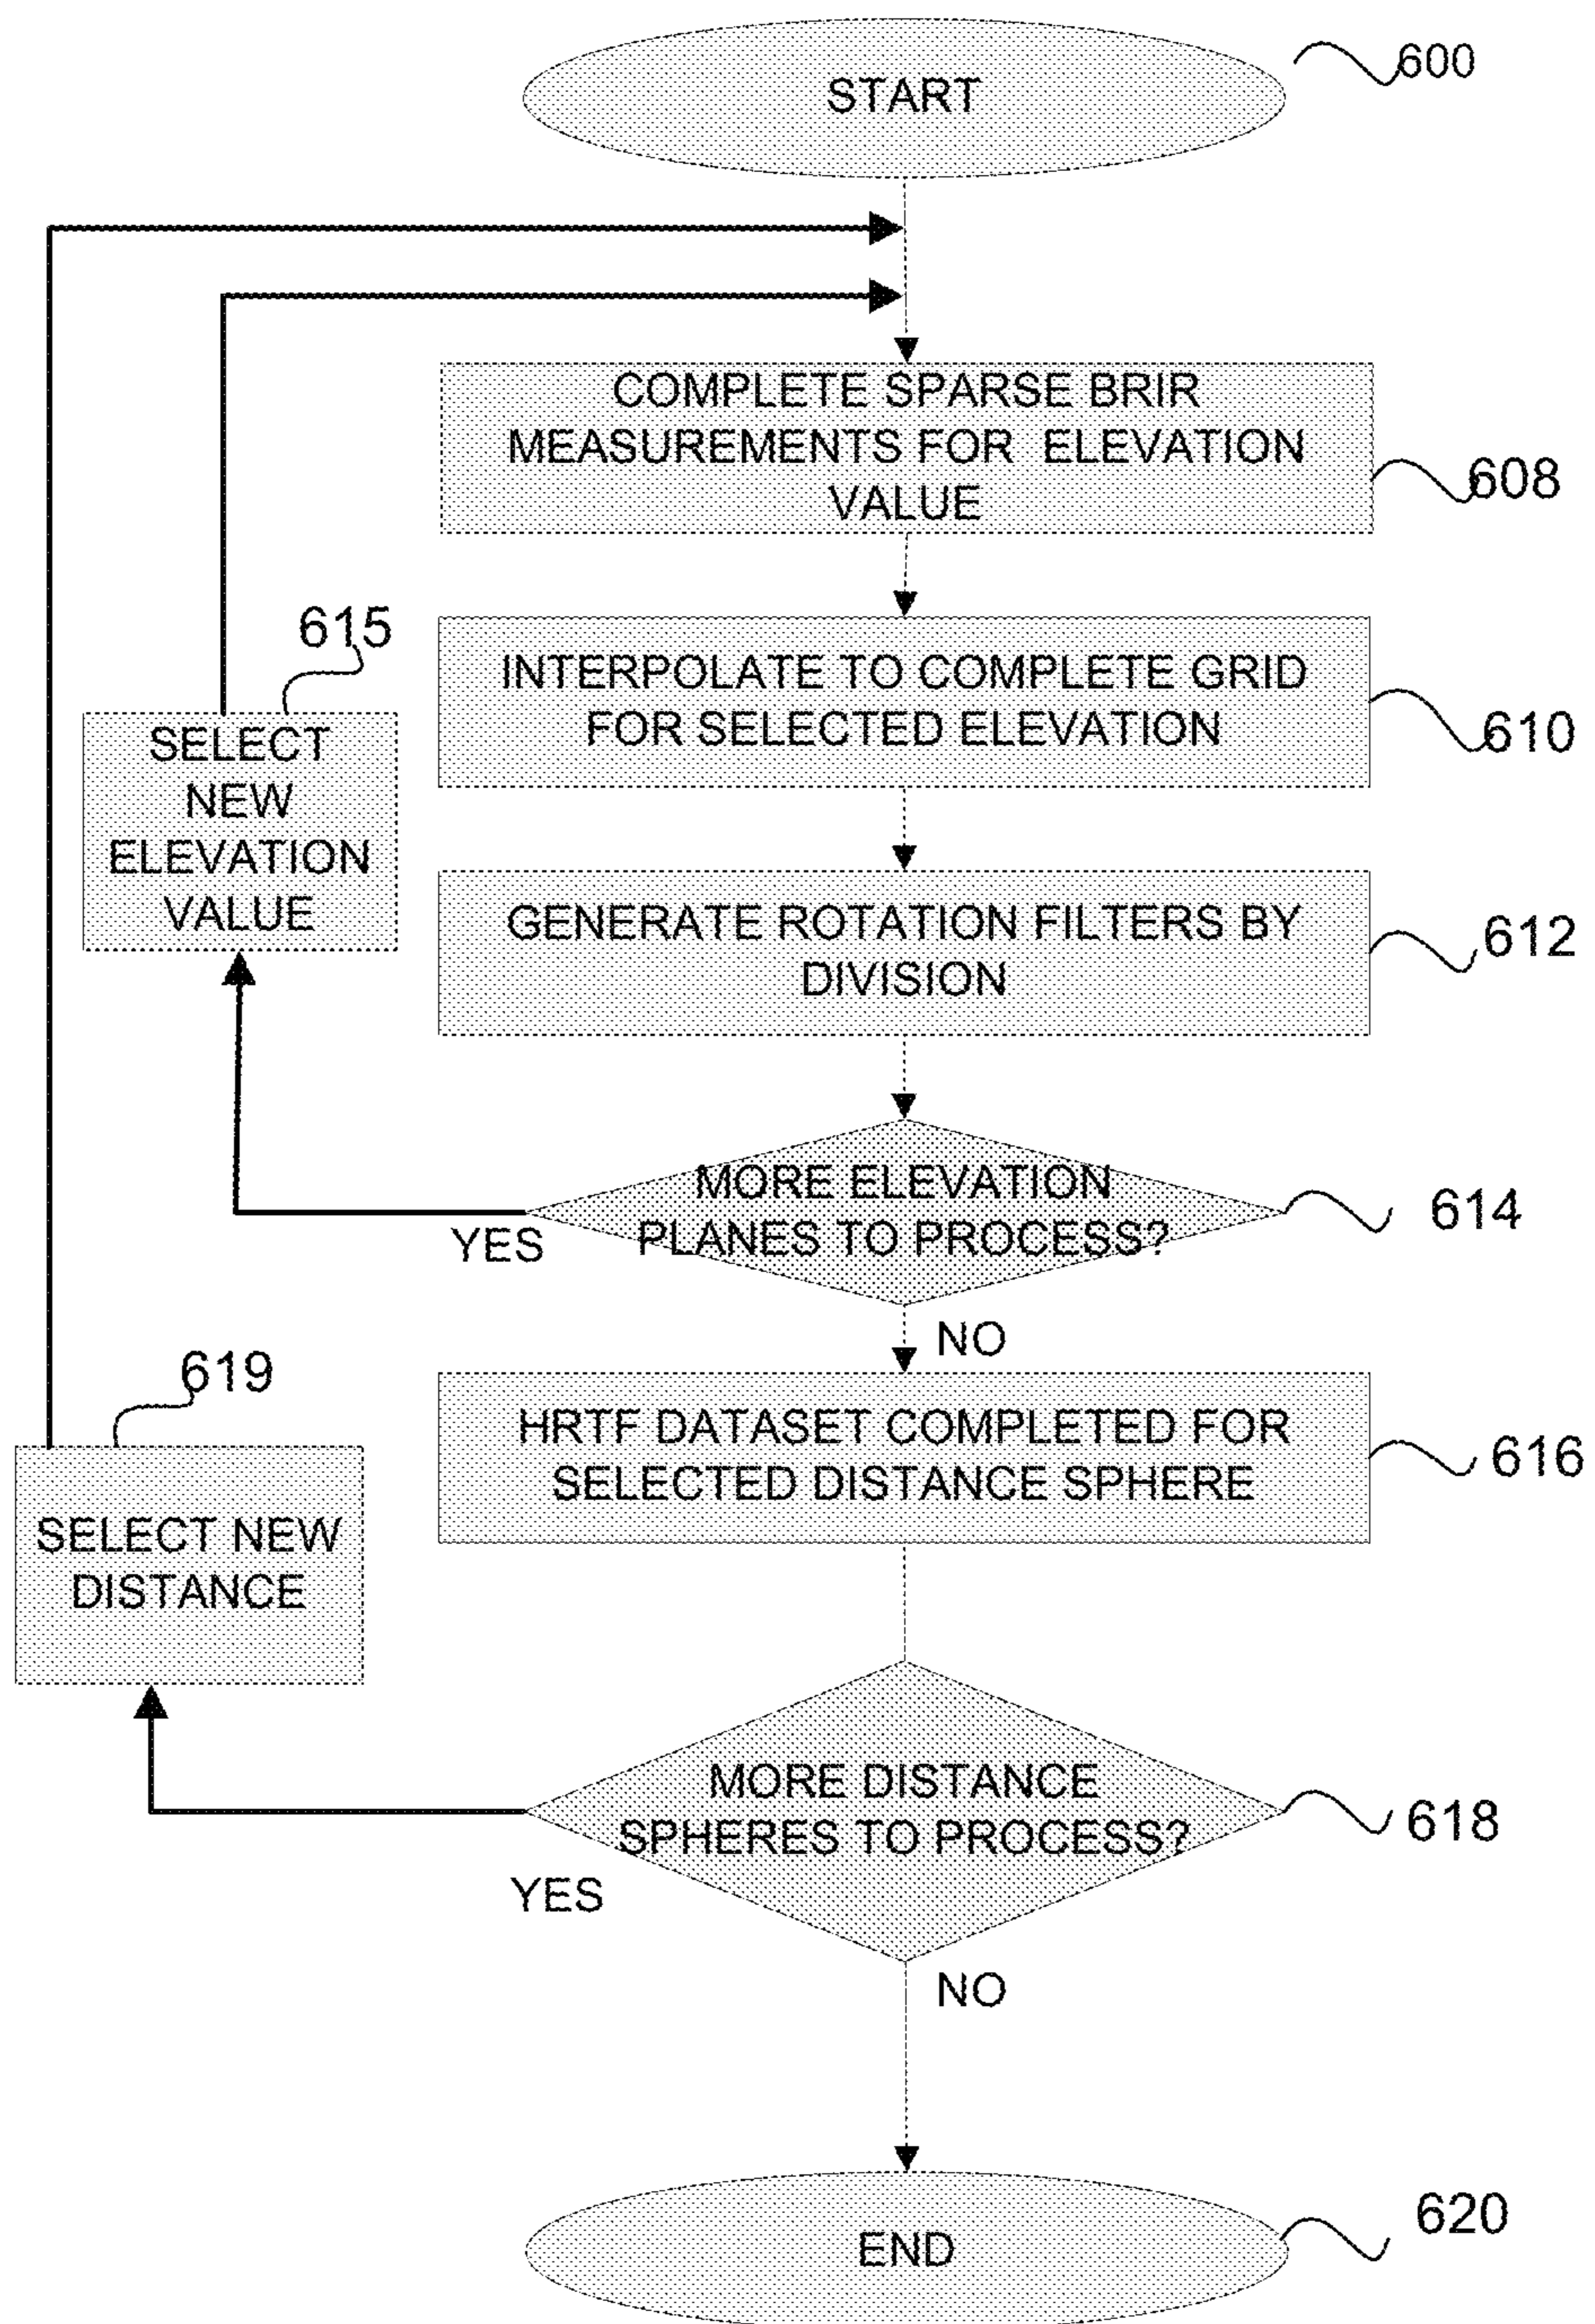 START
600
COMPLETE SPARSE BRIR
MEASUREMENTS FOR ELEVATION
VALUE
608
615
INTERPOLATE TO COMPLETE GRID
FOR SELECTED ELEVATION
610
SELECT
NEW
ELEVATION
VALUE
GENERATE ROTATION FILTERS BY
DIVISION
612
MORE ELEVATION
PLANES TO PROCESS?
614
YES
NO
619
HRTF DATASET COMPLETED FOR
SELECTED DISTANCE SPHERE
616
SELECT NEW
DISTANCE
MORE DISTANCE
SPHERES TO PROCESS?
618
YES
NO
END
620